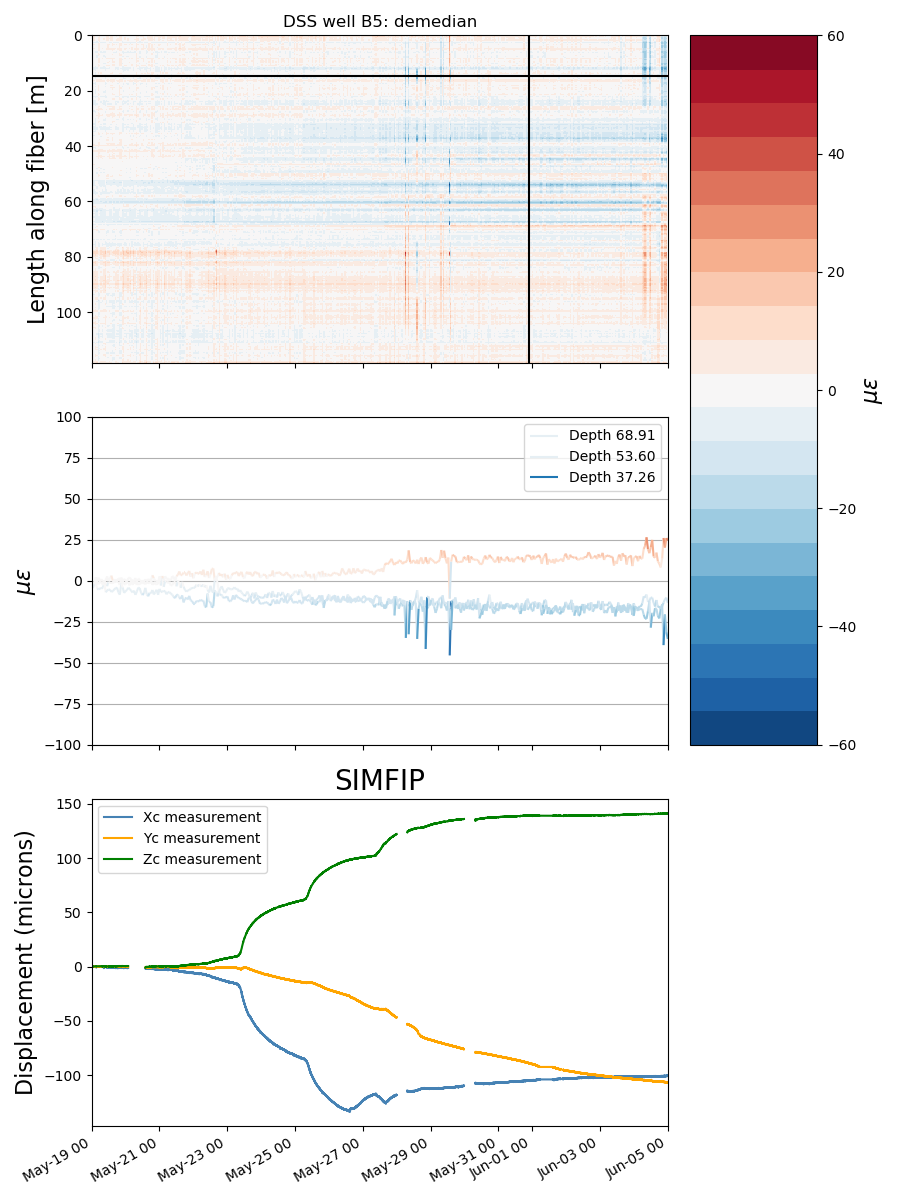 DSS well B5: demedian
Length along fiber [m]
0
20
40
60
80
100
60
40
20
0
−20
−40
−60
με
με
100
75
50
25
0
−25
−50
−75
−100
Depth 68.91
Depth 53.60
Depth 37.26
SIMFIP
Displacement (microns)
150
100
50
0
−50
−100
Xc measurement
Yc measurement
Zc measurement
May-19 00
May-21 00
May-23 00
May-25 00
May-27 00
May-29 00
May-31 00
Jun-01 00
Jun-03 00
Jun-05 00